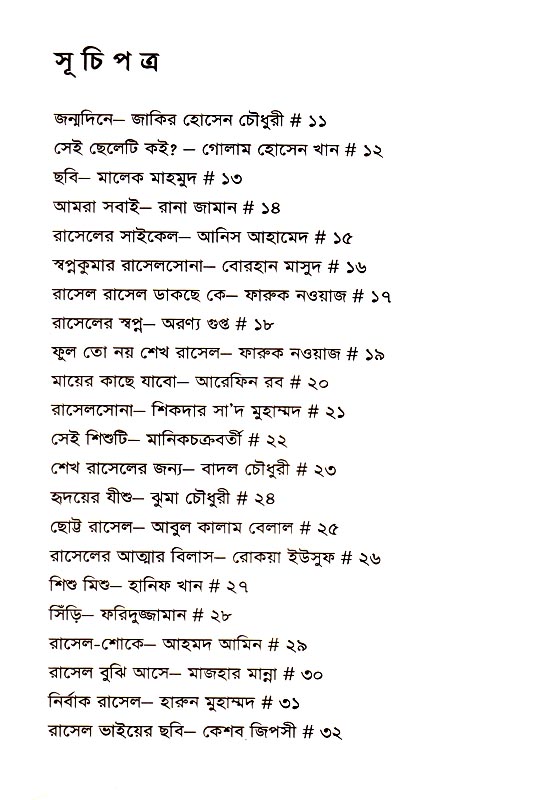 সূচিপত্র
জন্মদিনে— জাকির হোসেন চৌধুরী # ১১
সেই ছেলেটি কই? — গোলাম হোসেন খান # ১২
ছবি— মালেক মাহমুদ # ১৩
আমরা সবাই— রানা জামান # ১৪
রাসেলের সাইকেল— আনিস আহামেদ # ১৫
স্বপ্নকুমার রাসেলসোনা— বোরহান মাসুদ # ১৬
রাসেল রাসেল ডাকছে কে— ফারুক নওয়াজ # ১৭
রাসেলের স্বপ্ন— অরণ্য গুপ্ত # ১৮
ফুল তো নয় শেখ রাসেল— ফারুক নওয়াজ # ১৯
মায়ের কাছে যাবো— আরেফিন রব # ২০
রাসেলসোনা— শিকদার সা'দ মুহাম্মদ # ২১
সেই শিশুটি— মানিকচক্রবর্তী # ২২
শেখ রাসেলের জন্য— বাদল চৌধুরী # ২৩
হৃদয়ের যীশু— ঝুমা চৌধুরী # ২৪
ছোট্ট রাসেল— আবুল কালাম বেলাল # ২৫
রাসেলের আত্মার বিলাস— রোকয়া ইউসুফ # ২৬
শিশু মিশু— হানিফ খান # ২৭
সিঁড়ি— ফরিদুজ্জামান # ২৮
রাসেল-শোকে— আহমদ আমিন # ২৯
রাসেল বুঝি আসে— মাজহার মান্না # ৩০
নির্বাক রাসেল— হারুন মুহাম্মদ # ৩১
রাসেল ভাইয়ের ছবি— কেশব জিপসী # ৩২